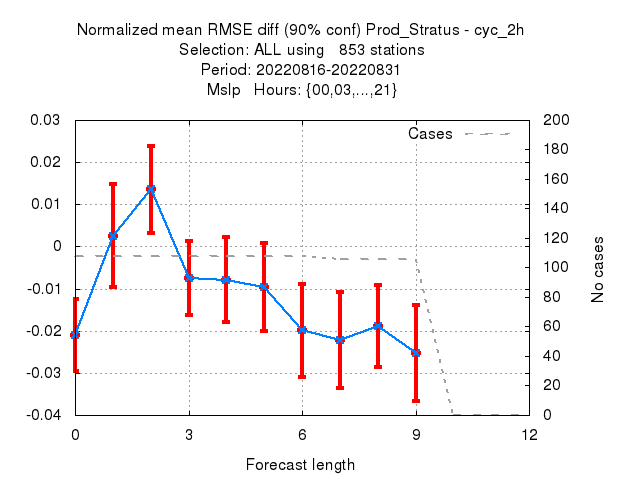 Normalized mean RMSE diff (90% conf) Prod_Stratus - cyc_2h
Selection: ALL using   853 stations
Period: 20220816-20220831
Mslp   Hours: {00,03,...,21}
Cases
0.03
0.02
0.01
0
-0.01
-0.02
-0.03
-0.04
200
180
160
140
120
100
80
60
40
20
0
No cases
0 3 6 9 12
Forecast length